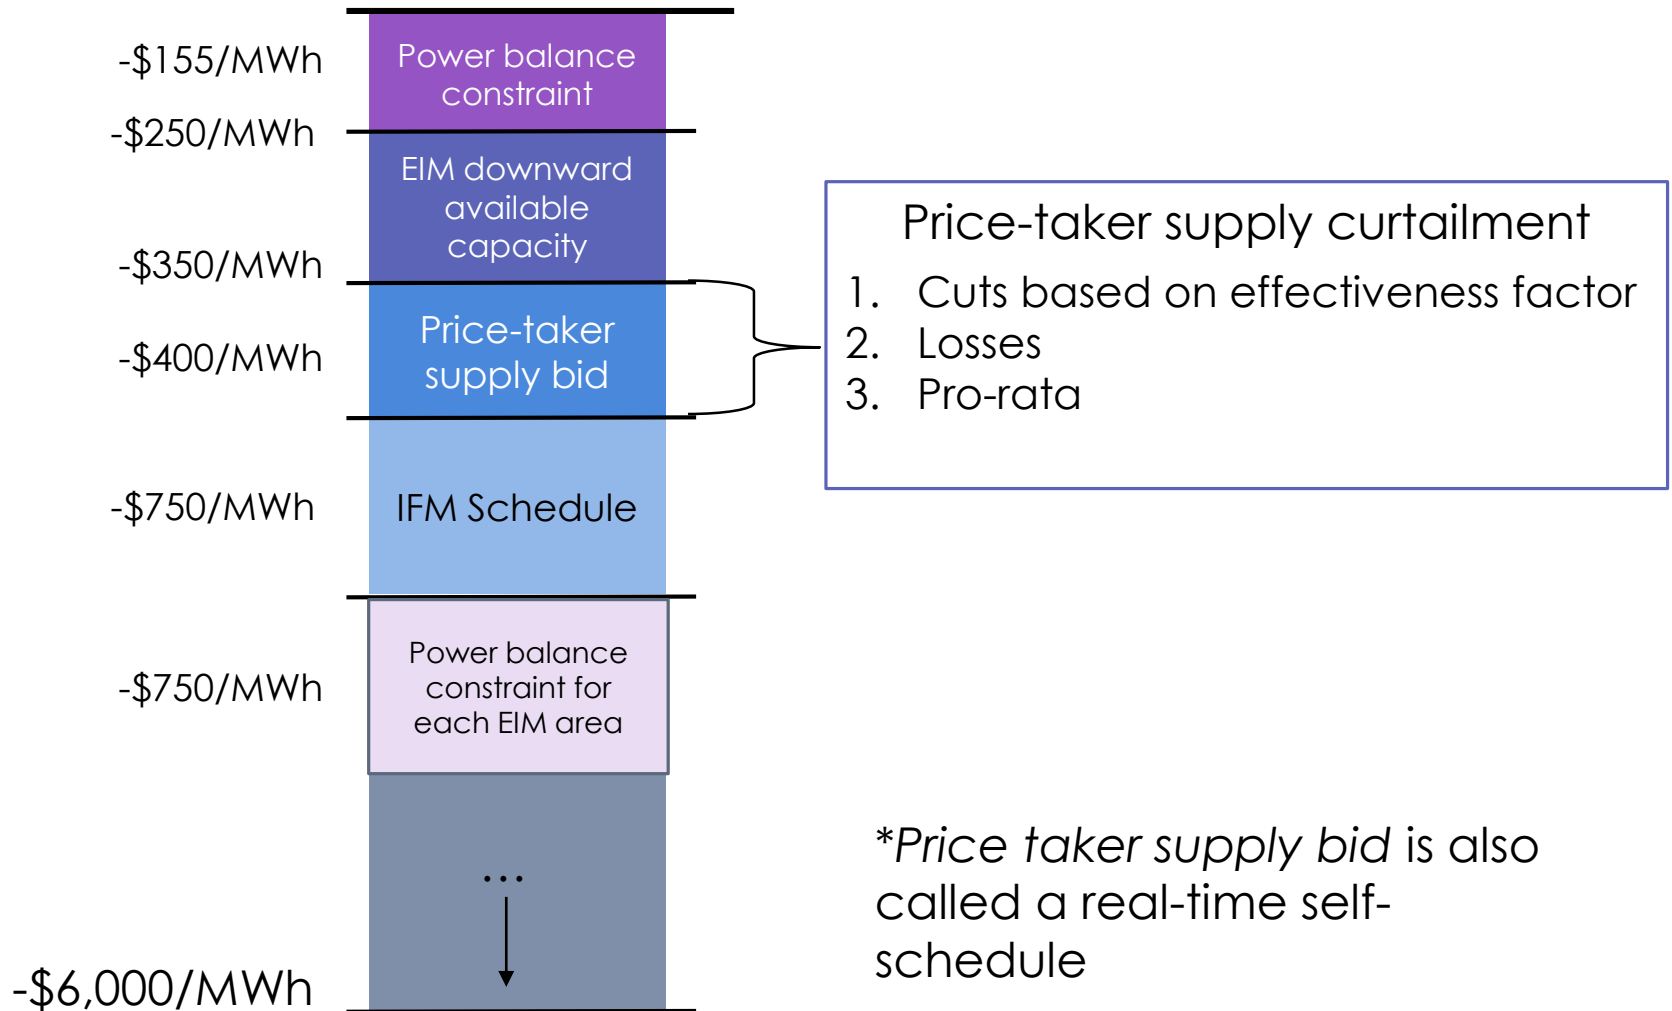 -$155/MWh
Power balance
constraint
-$250/MWh
EIM downward
available
capacity
-$350/MWh
Price-taker
supply bid
-$400/MWh
IFM Schedule
-$750/MWh
Power balance
constraint for
each EIM area
-$750/MWh
...
-$6,000/MWh
Price-taker supply curtailment
1. Cuts based on effectiveness factor
2. Losses
3. Pro-rata
*Price taker supply bid is also
called a real-time self-
schedule